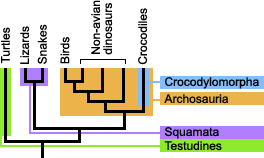 Turtles
Lizards
Snakes
Birds
Non-avian
dinosaurs
Crocodiles
Crocodylomorpha
Archosauria
Squamata
Testudines